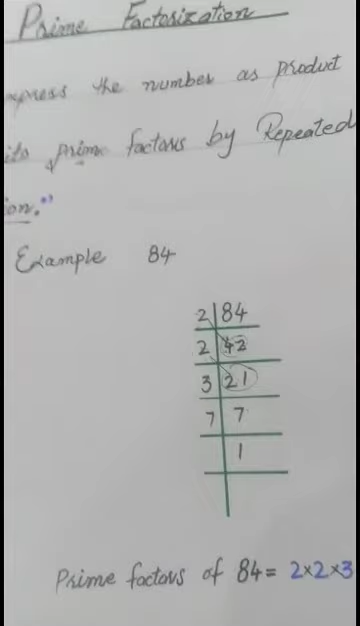 Prime Factorization
xpress the number as product
its prime factors by Repeated
ion."
Example 84
2 84
2 42
3 21
7 7
1
Prime factors of 84 = 2×2×3